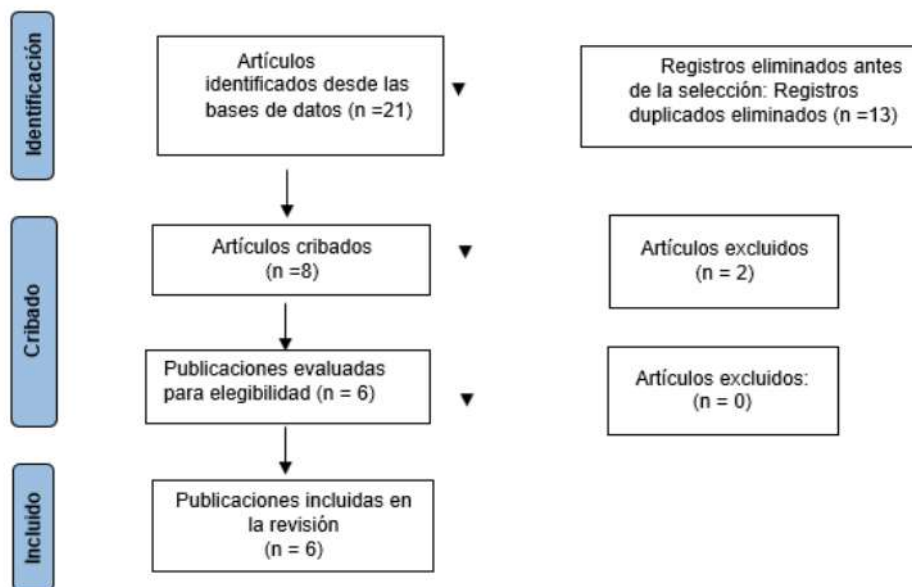 Identificación
Artículos
identificados desde las
bases de datos (n =21)
Registros eliminados antes
de la selección: Registros
duplicados eliminados (n =13)
Cribado
Artículos cribados
(n =8)
Artículos excluidos
(n = 2)
Publicaciones evaluadas
para elegibilidad (n = 6)
Artículos excluidos:
(n = 0)
Incluido
Publicaciones incluidas en
la revisión
(n = 6)